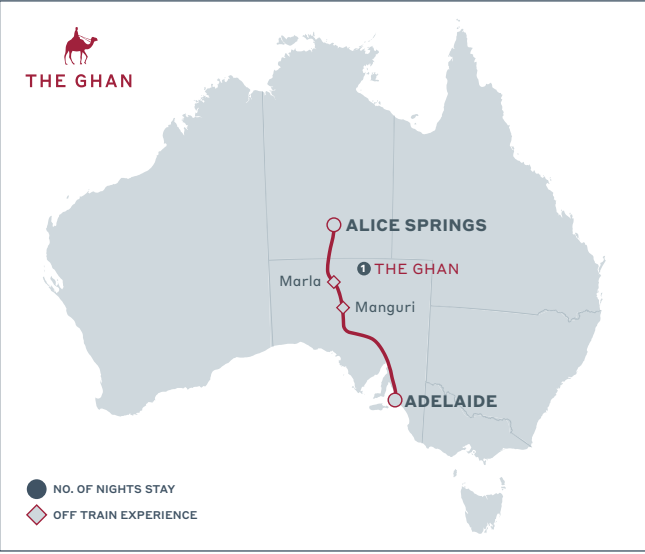 THE GHAN
ALICE SPRINGS
1 THE GHAN
Marla
Manguri
ADELAIDE
NO. OF NIGHTS STAY
OFF TRAIN EXPERIENCE